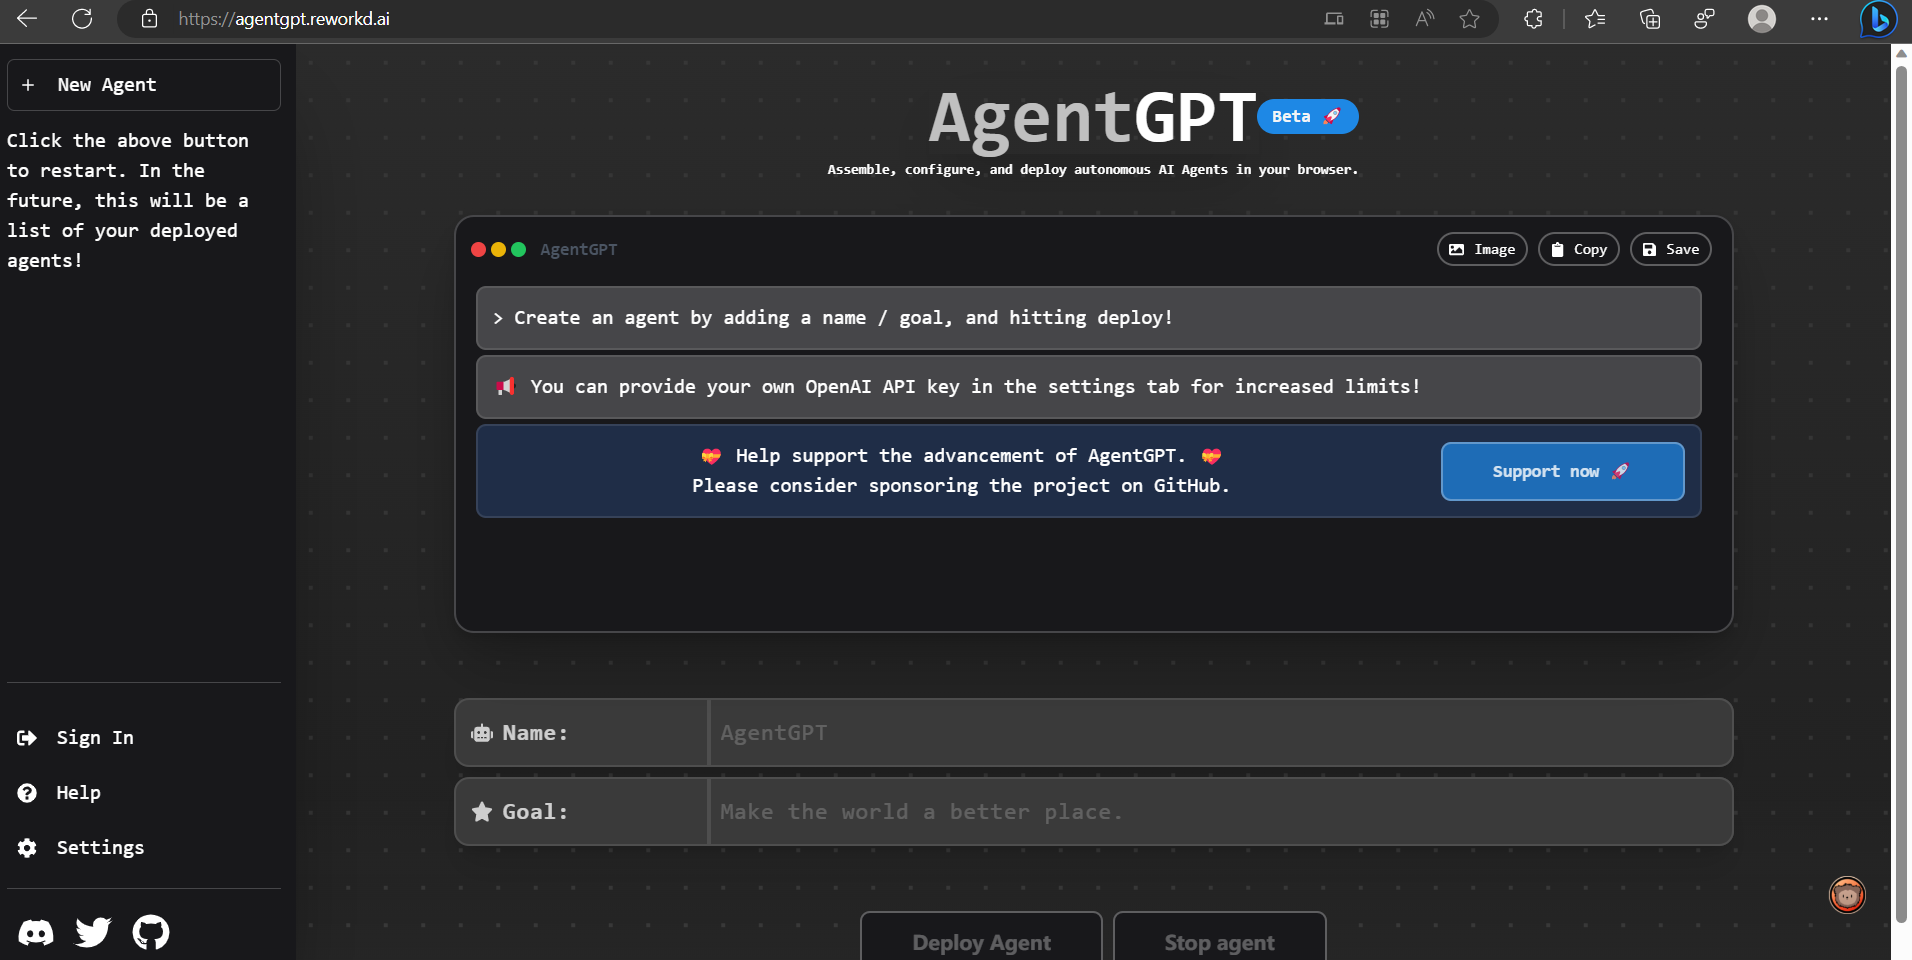 https://agentgpt.reworkd.ai
+ New Agent
Click the above button
to restart. In the
future, this will be a
list of your deployed
agents!
Sign In
Help
Settings
AgentGPT
Beta 🚀
Assemble, configure, and deploy autonomous AI Agents in your browser.
AgentGPT
Image
Copy
Save
> Create an agent by adding a name / goal, and hitting deploy!
📢 You can provide your own OpenAI API key in the settings tab for increased limits!
💝 Help support the advancement of AgentGPT. 💝
Please consider sponsoring the project on GitHub.
Support now 🚀
Name:
AgentGPT
Goal:
Make the world a better place.
Deploy Agent
Stop agent